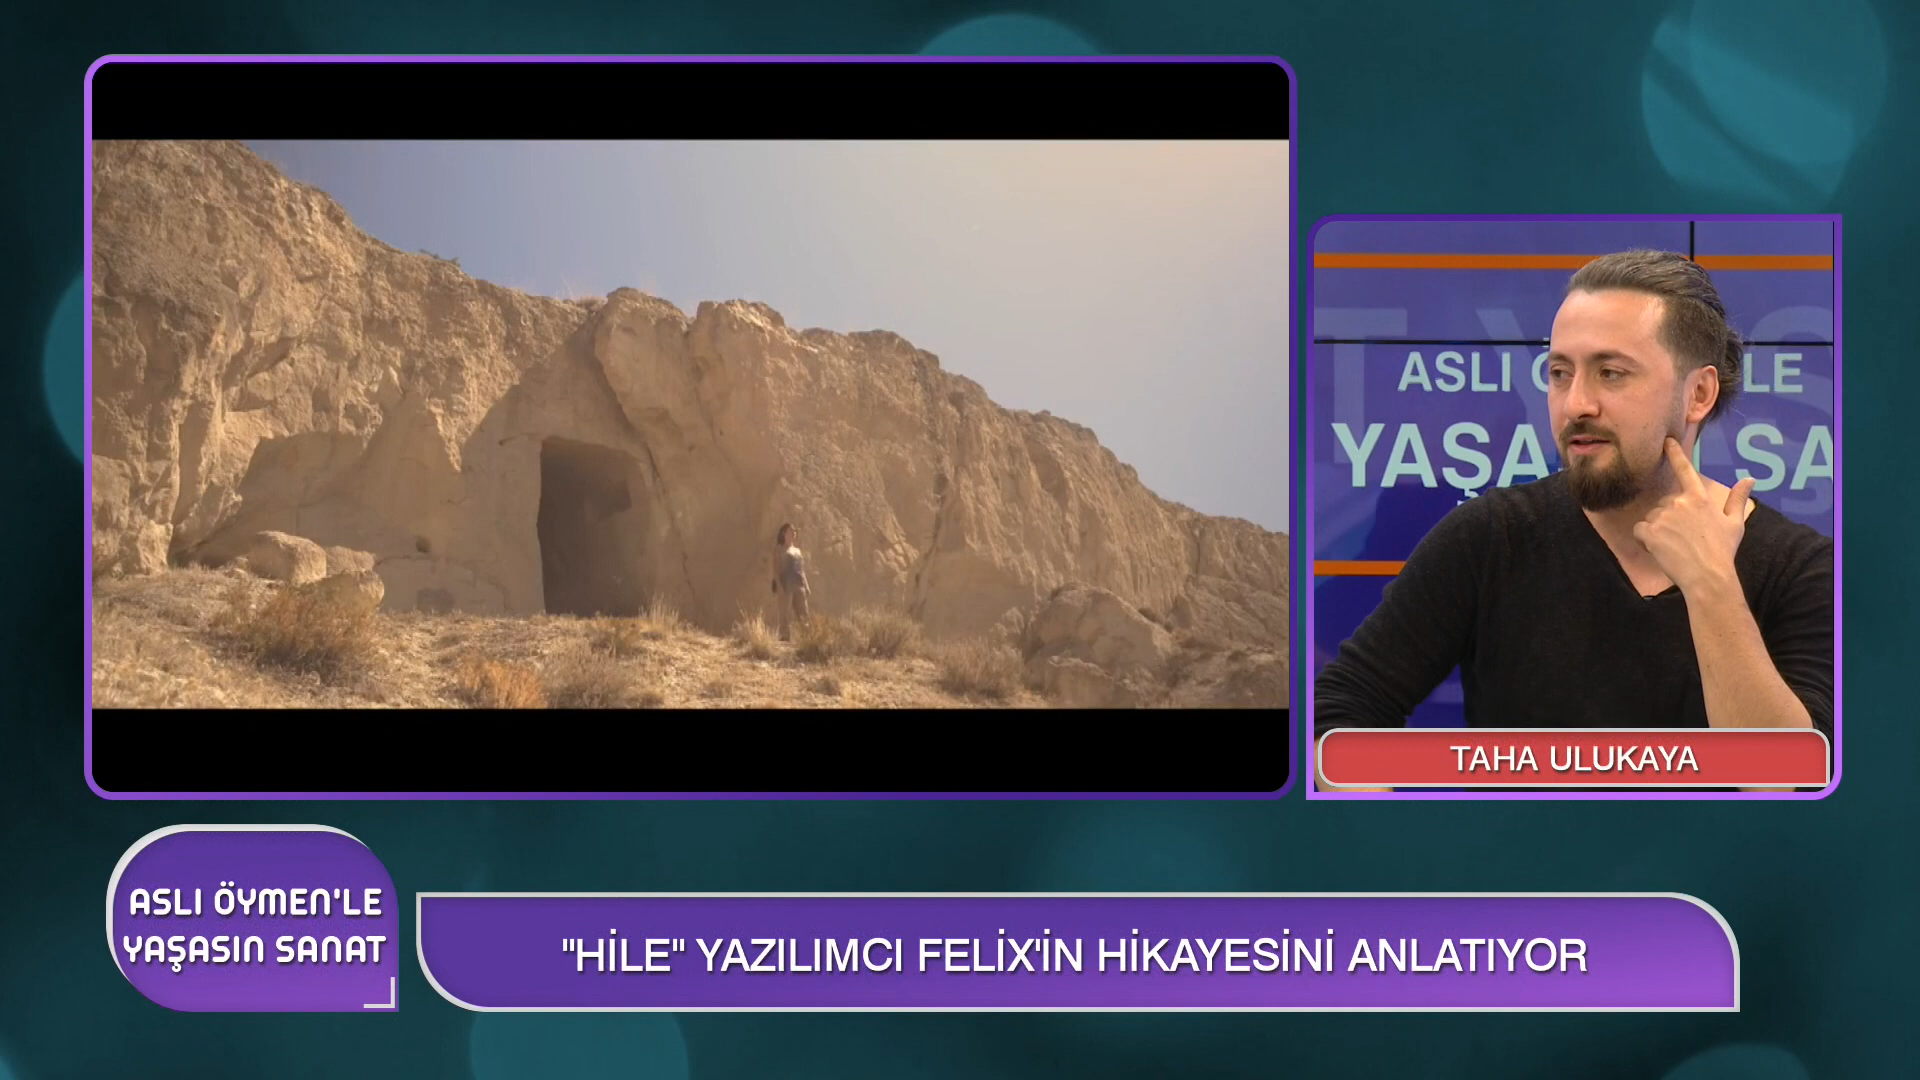 ASLI
LE
YAŞA
SA
TAHA ULUKAYA
ASLI ÖYMEN'LE
YAŞASIN SANAT
"HİLE" YAZILIMCI FELİX'İN HİKAYESİNİ ANLATIYOR